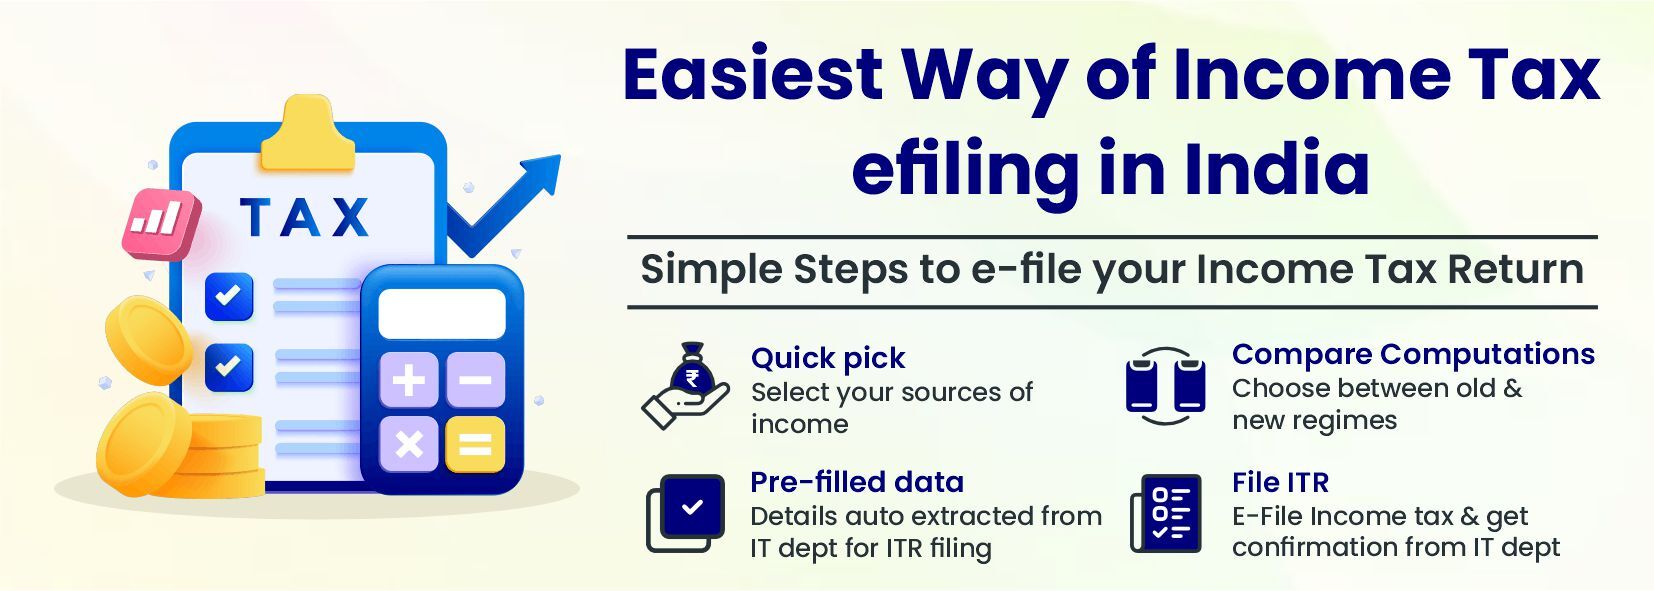 Easiest Way of Income Tax
efiling in India
Simple Steps to e-file your Income Tax Return
TAX
Quick pick
Select your sources of
income
Compare Computations
Choose between old &
new regimes
Pre-filled data
Details auto extracted from
IT dept for ITR filing
File ITR
E-File Income tax & get
confirmation from IT dept